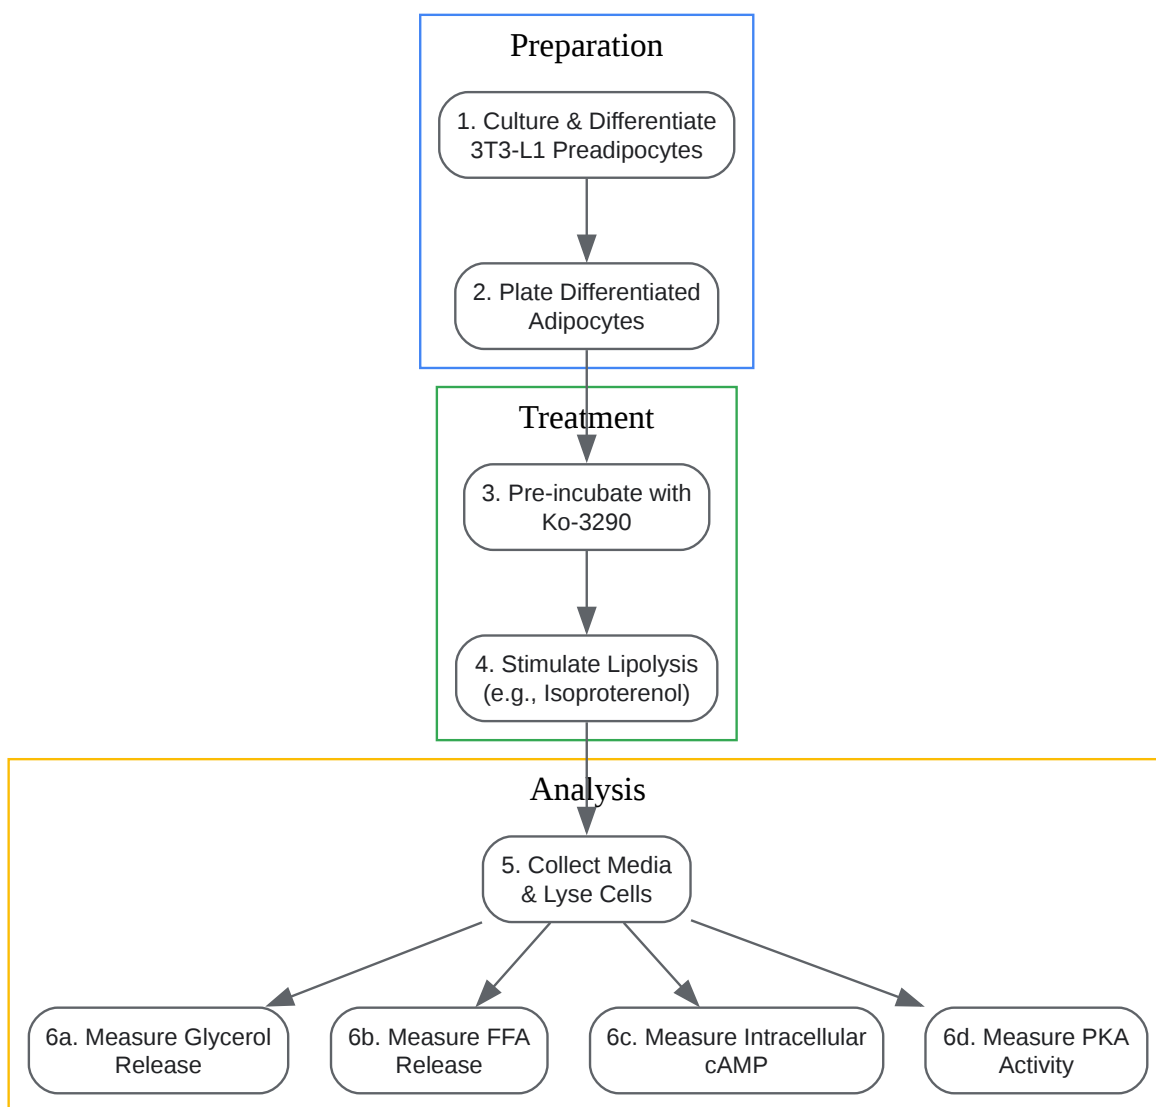 Preparation
1. Culture & Differentiate
3T3-L1 Preadipocytes
2. Plate Differentiated
Adipocytes
Treatment
3. Pre-incubate with
Ko-3290
4. Stimulate Lipolysis
(e.g., Isoproterenol)
Analysis
5. Collect Media
& Lyse Cells
6a. Measure Glycerol
Release
6b. Measure FFA
Release
6c. Measure Intracellular
cAMP
6d. Measure PKA
Activity